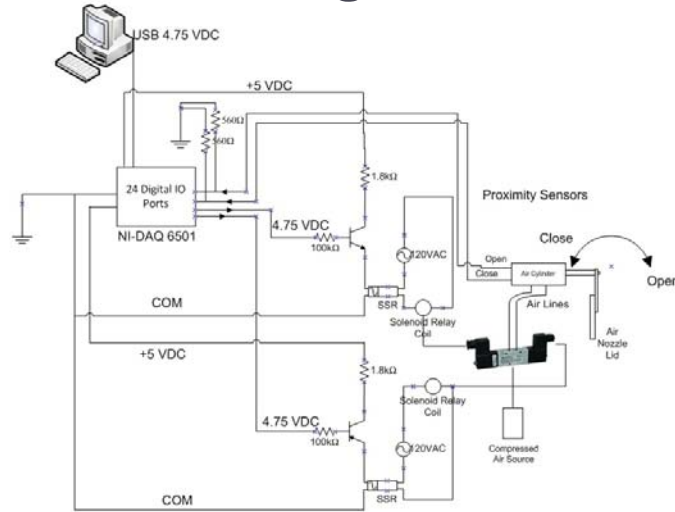 USB 4.75 VDC
+5 VDC
560Ω
560Ω
1.8kΩ
24 Digital IO
Ports
NI-DAQ 6501
4.75 VDC
100kΩ
120VAC
Proximity Sensors
Close
Open
Open
Close
Air Cylinder
Air Lines
Air
Nozzle
Lid
COM
SSR
Solenoid Relay
Coil
+5 VDC
1.8kΩ
4.75 VDC
100kΩ
Solenoid Relay
Coil
120VAC
Compressed
Air Source
COM
SSR